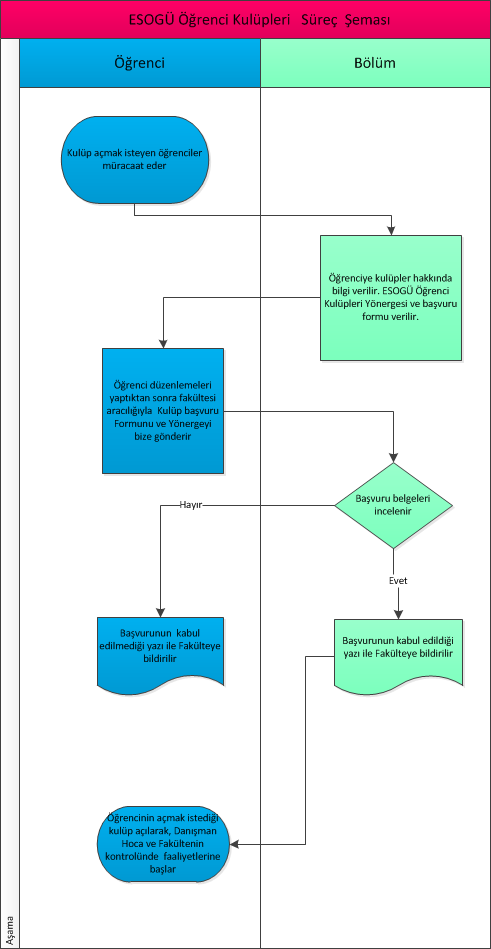 ESOGÜ Öğrenci Kulüpleri Süreç Şeması
Öğrenci
Bölüm
Kulüp açmak isteyen öğrenciler
müracaat eder
Öğrenciye kulüpler hakkında
bilgi verilir. ESOGÜ Öğrenci
Kulüpleri Yönergesi ve başvuru
formu verilir.
Öğrenci düzenlemeleri
yaptıktan sonra fakültesi
aracılığıyla Kulüp başvuru
Formunu ve Yönergeyi
bize gönderir
Başvuru belgeleri
incelenir
Hayır
Evet
Başvurunun kabul
edilmediği yazı ile Fakülteye
bildirilir
Başvurunun kabul edildiği
yazı ile Fakülteye bildirilir
Öğrencinin açmak istediği
kulüp açılarak, Danışman
Hoca ve Fakültenin
kontrolünde faaliyetlerine
başlar
Aşama